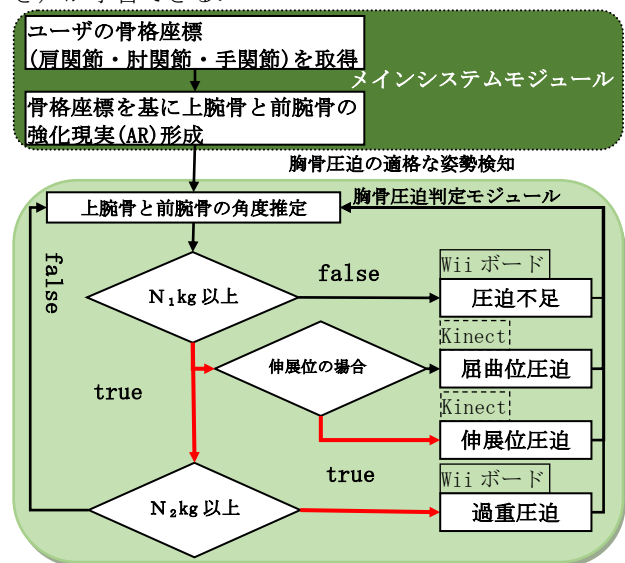 ユーザの骨格座標
(肩関節・肘関節・手関節)を取得
メインシステムモジュール
骨格座標を基に上腕骨と前腕骨の
強化現実(AR)形成
胸骨圧迫の適格な姿勢検知
胸骨圧迫判定モジュール
上腕骨と前腕骨の角度推定
false
N₁kg 以上
false
Wii ボード
圧迫不足
Kinect
伸展位の場合
屈曲位圧迫
true
Kinect
伸展位圧迫
true
Wii ボード
N₂kg 以上
過重圧迫